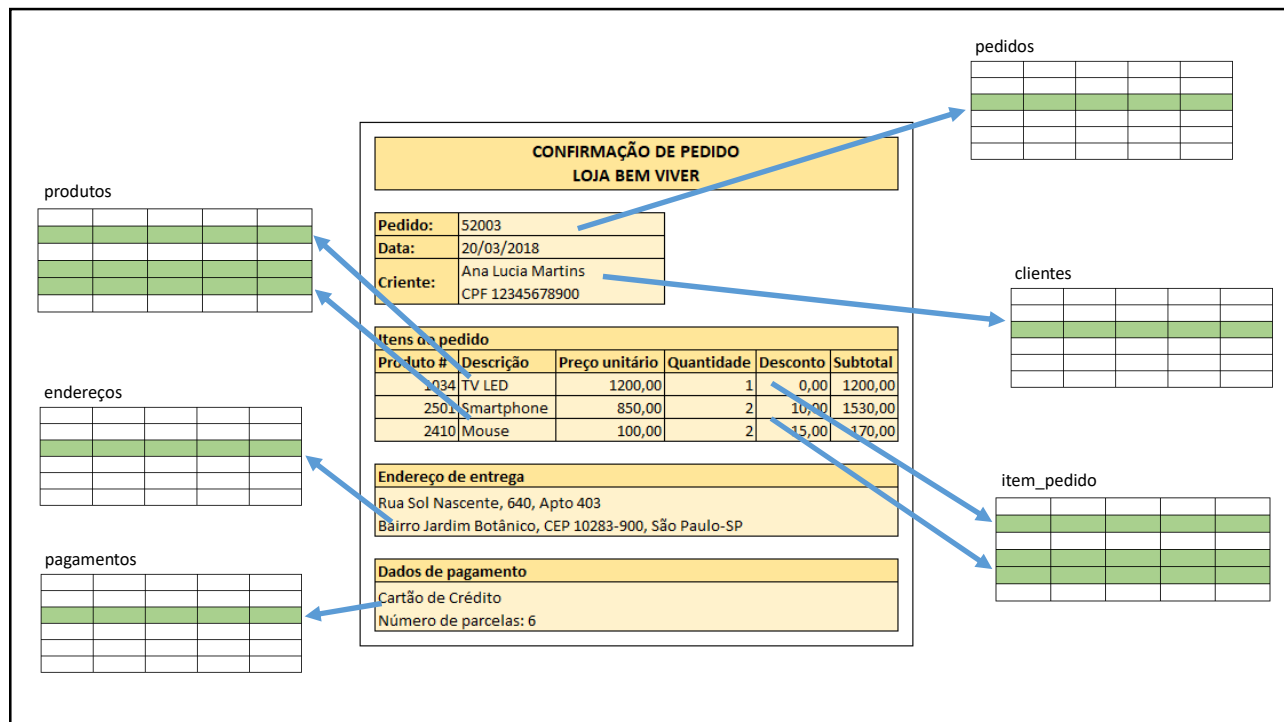 pedidos
CONFIRMAÇÃO DE PEDIDO
LOJA BEM VIVER
produtos
Pedido: 52003
Data: 20/03/2018
Criente: Ana Lucia Martins
CPF 12345678900
clientes
Itens do pedido
Produto # Descrição Preço unitário Quantidade Desconto Subtotal
1034 TV LED 1200,00 1 0,00 1200,00
2501 Smartphone 850,00 2 10,00 1530,00
2410 Mouse 100,00 2 15,00 170,00
endereços
Endereço de entrega
Rua Sol Nascente, 640, Apto 403
Bairro Jardim Botânico, CEP 10283-900, São Paulo-SP
item_pedido
pagamentos
Dados de pagamento
Cartão de Crédito
Número de parcelas: 6